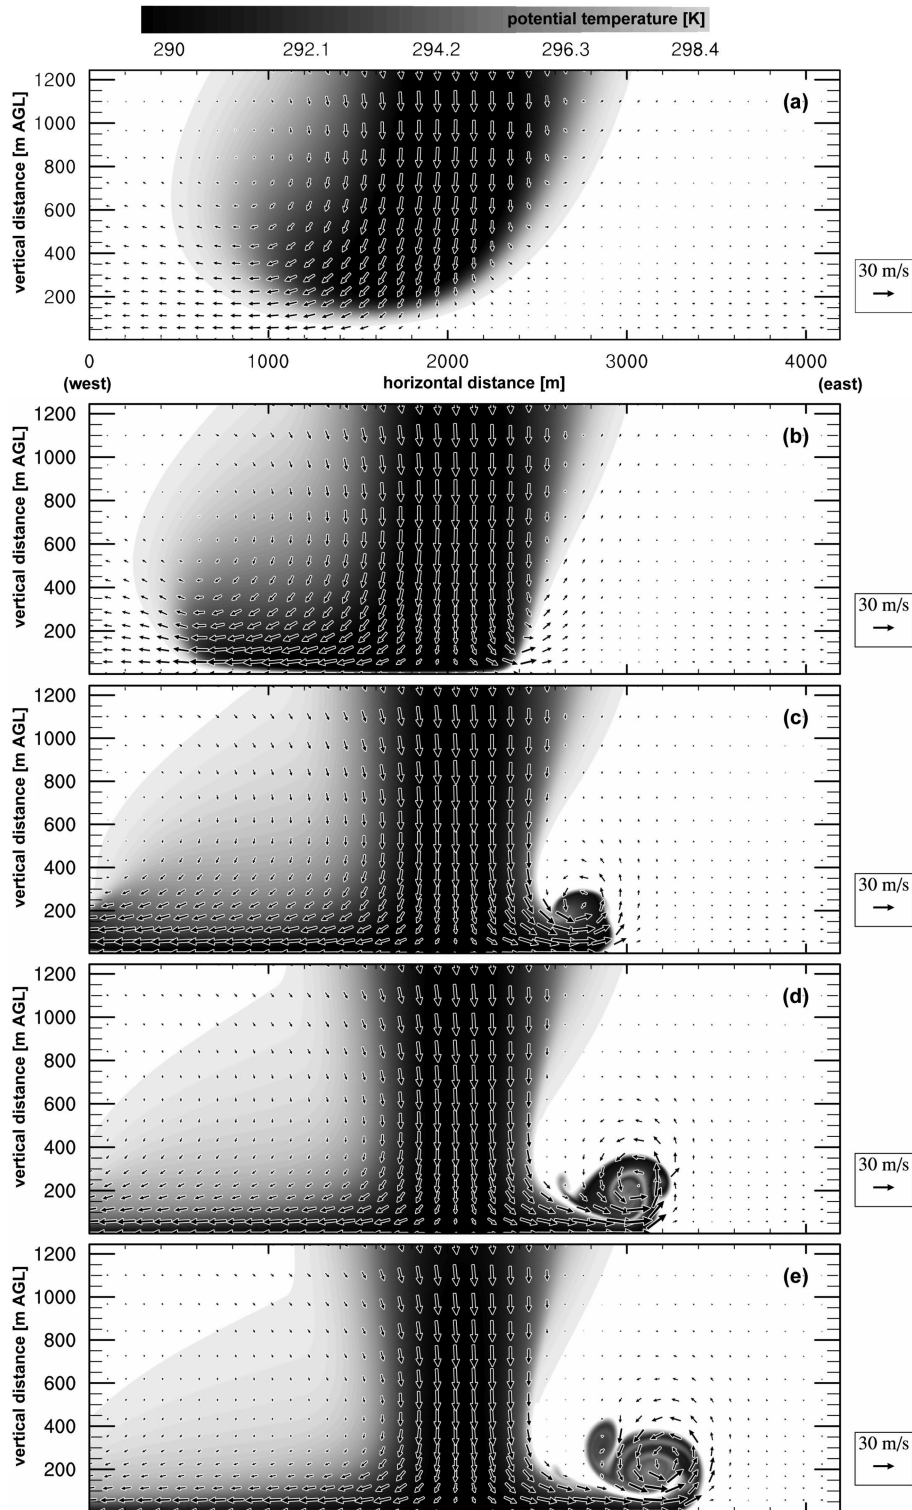 potential temperature [K]
290 292.1 294.2 296.3 298.4
(a)
vertical distance [m AGL]
1200
1000
800
600
400
200
30 m/s
0 1000 2000 3000 4000
(west) horizontal distance [m] (east)
(b)
vertical distance [m AGL]
1200
1000
800
600
400
200
30 m/s
(c)
vertical distance [m AGL]
1200
1000
800
600
400
200
30 m/s
(d)
vertical distance [m AGL]
1200
1000
800
600
400
200
30 m/s
(e)
vertical distance [m AGL]
1200
1000
800
600
400
200
30 m/s